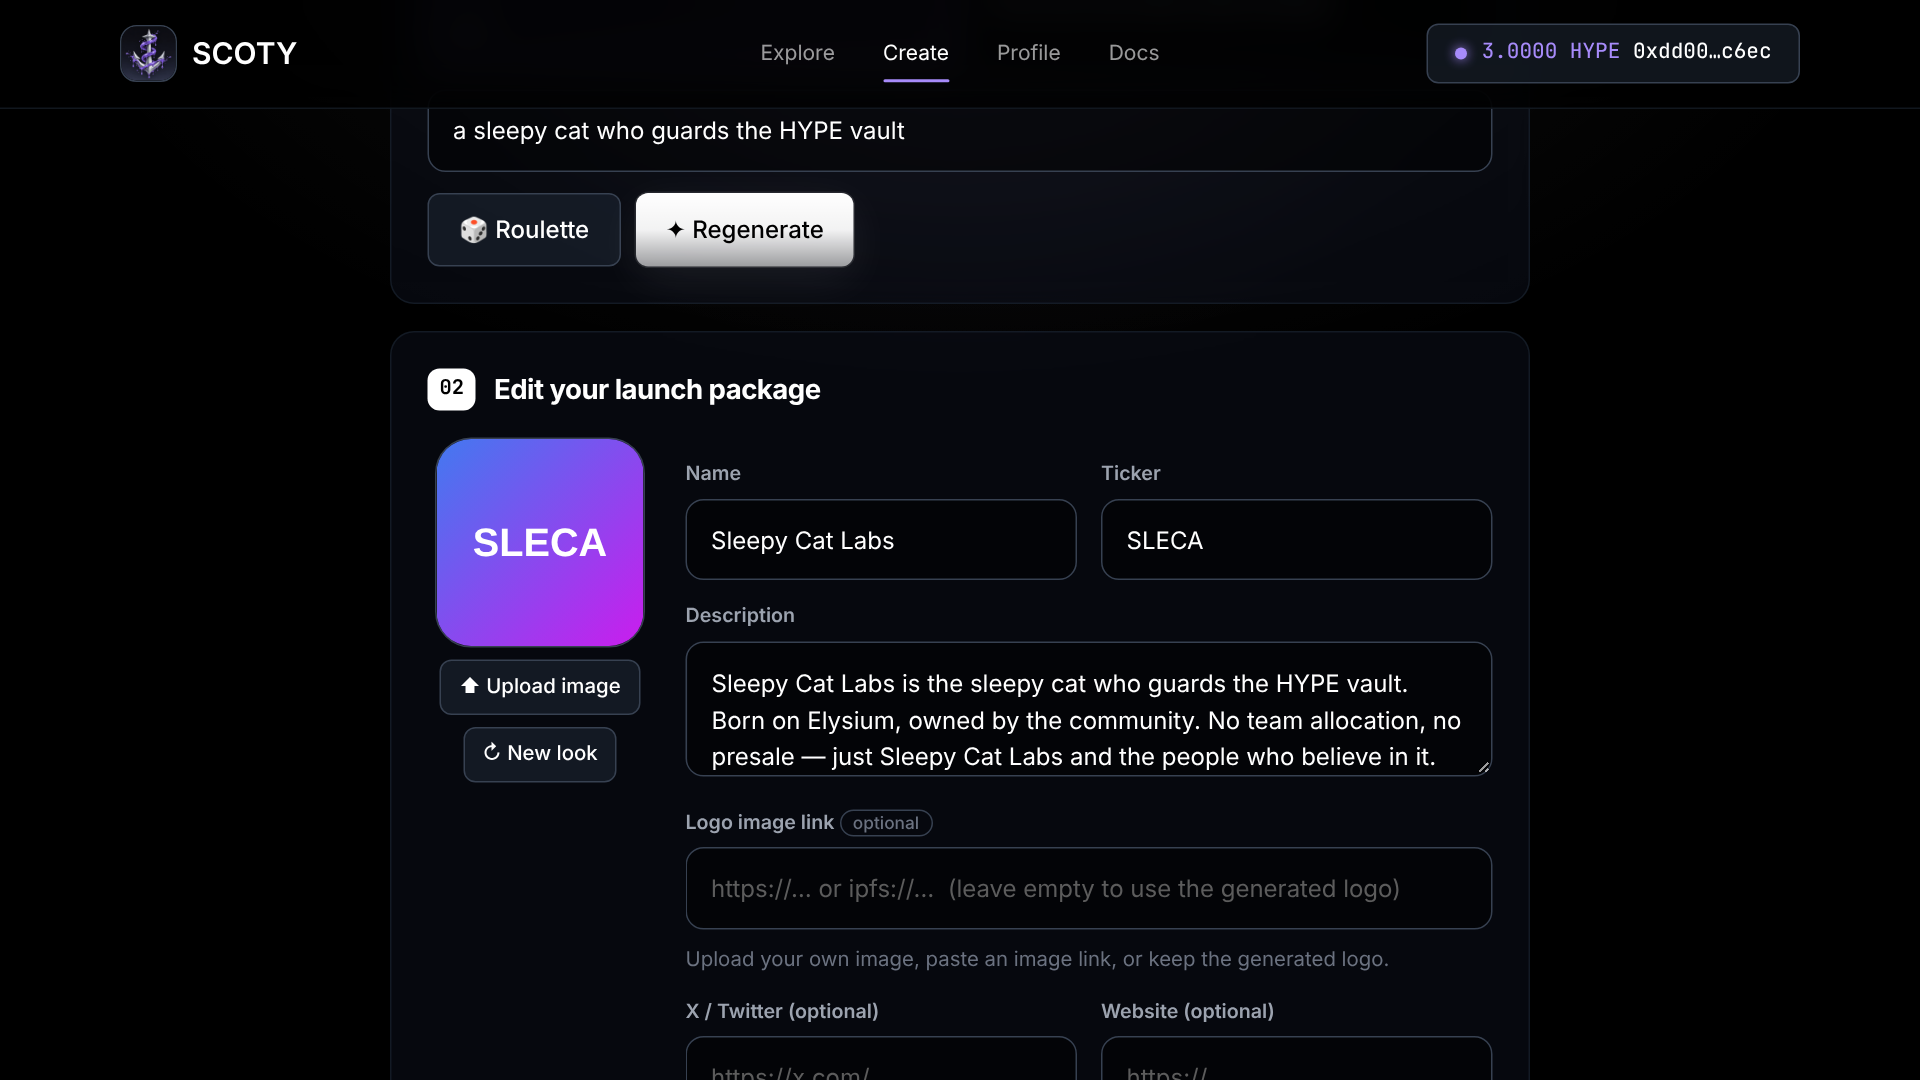 SCOTY
Explore
Create
Profile
Docs
3.0000 HYPE 0xdd00…c6ec
a sleepy cat who guards the HYPE vault
Roulette
Regenerate
02
Edit your launch package
SLECA
Upload image
New look
Name
Sleepy Cat Labs
Ticker
SLECA
Description
Sleepy Cat Labs is the sleepy cat who guards the HYPE vault.
Born on Elysium, owned by the community. No team allocation, no
presale — just Sleepy Cat Labs and the people who believe in it.
Logo image link optional
https://... or ipfs://... (leave empty to use the generated logo)
Upload your own image, paste an image link, or keep the generated logo.
X / Twitter (optional)
https://x.com/
Website (optional)
https://